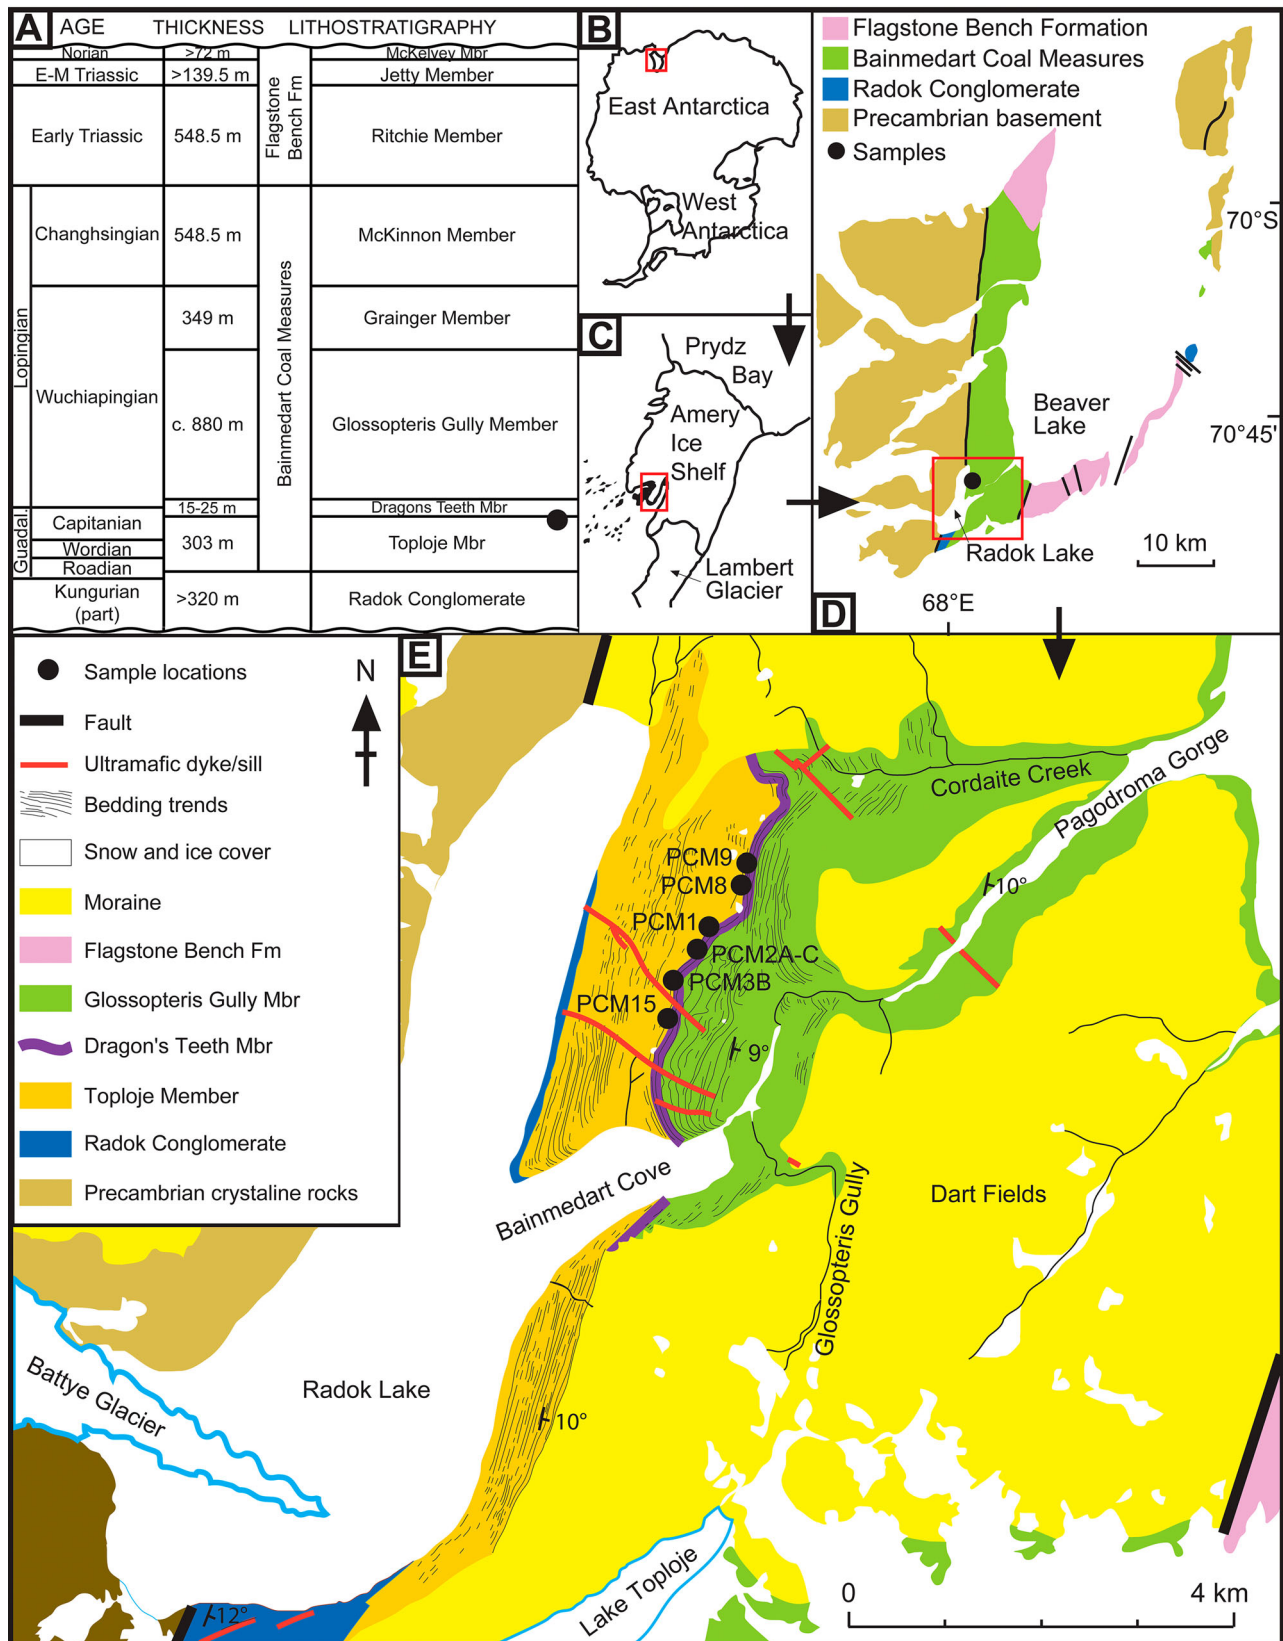 A
AGE THICKNESS LITHOSTRATIGRAPHY
Norian >72 m McKelvey Mbr
E-M Triassic >139.5 m Jetty Member
Early Triassic 548.5 m Ritchie Member
Flagstone
Bench Fm
Changhsingian 548.5 m McKinnon Member
349 m Grainger Member
Lopingian
Wuchiapingian
c. 880 m Glossopteris Gully Member
Bainmedart Coal Measures
15-25 m Dragons Teeth Mbr
Guadal.
Capitanian
Wordian 303 m Toploje Mbr
Roadian
Kungurian
(part)
>320 m Radok Conglomerate
B
East Antarctica
West
Antarctica
C
Prydz
Bay
Amery
Ice
Shelf
Lambert
Glacier
Flagstone Bench Formation
Bainmedart Coal Measures
Radok Conglomerate
Precambrian basement
Samples
70°S
Beaver
Lake
70°45'
Radok Lake
10 km
68°E
D
Sample locations
N
Fault
Ultramafic dyke/sill
Bedding trends
Snow and ice cover
Moraine
Flagstone Bench Fm
Glossopteris Gully Mbr
Dragon's Teeth Mbr
Toploje Member
Radok Conglomerate
Precambrian crystaline rocks
E
Cordaite Creek
Pagodroma Gorge
PCM9
PCM8
10°
PCM1
PCM2A-C
PCM3B
PCM15
9°
Bainmedart Cove
Glossopteris Gully
Dart Fields
Battye Glacier
Radok Lake
10°
Lake Toploje
12°
0 4 km